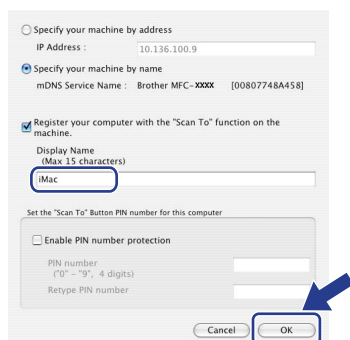 Specify your machine by address
IP Address : 10.136.100.9
Specify your machine by name
mDNS Service Name : Brother MFC-XXXX [00807748A458]
Register your computer with the "Scan To" function on the
machine.
Display Name
(Max 15 characters)
iMac
Set the "Scan To" Button PIN number for this computer
Enable PIN number protection
PIN number
("0" - "9", 4 digits)
Retype PIN number
Cancel OK